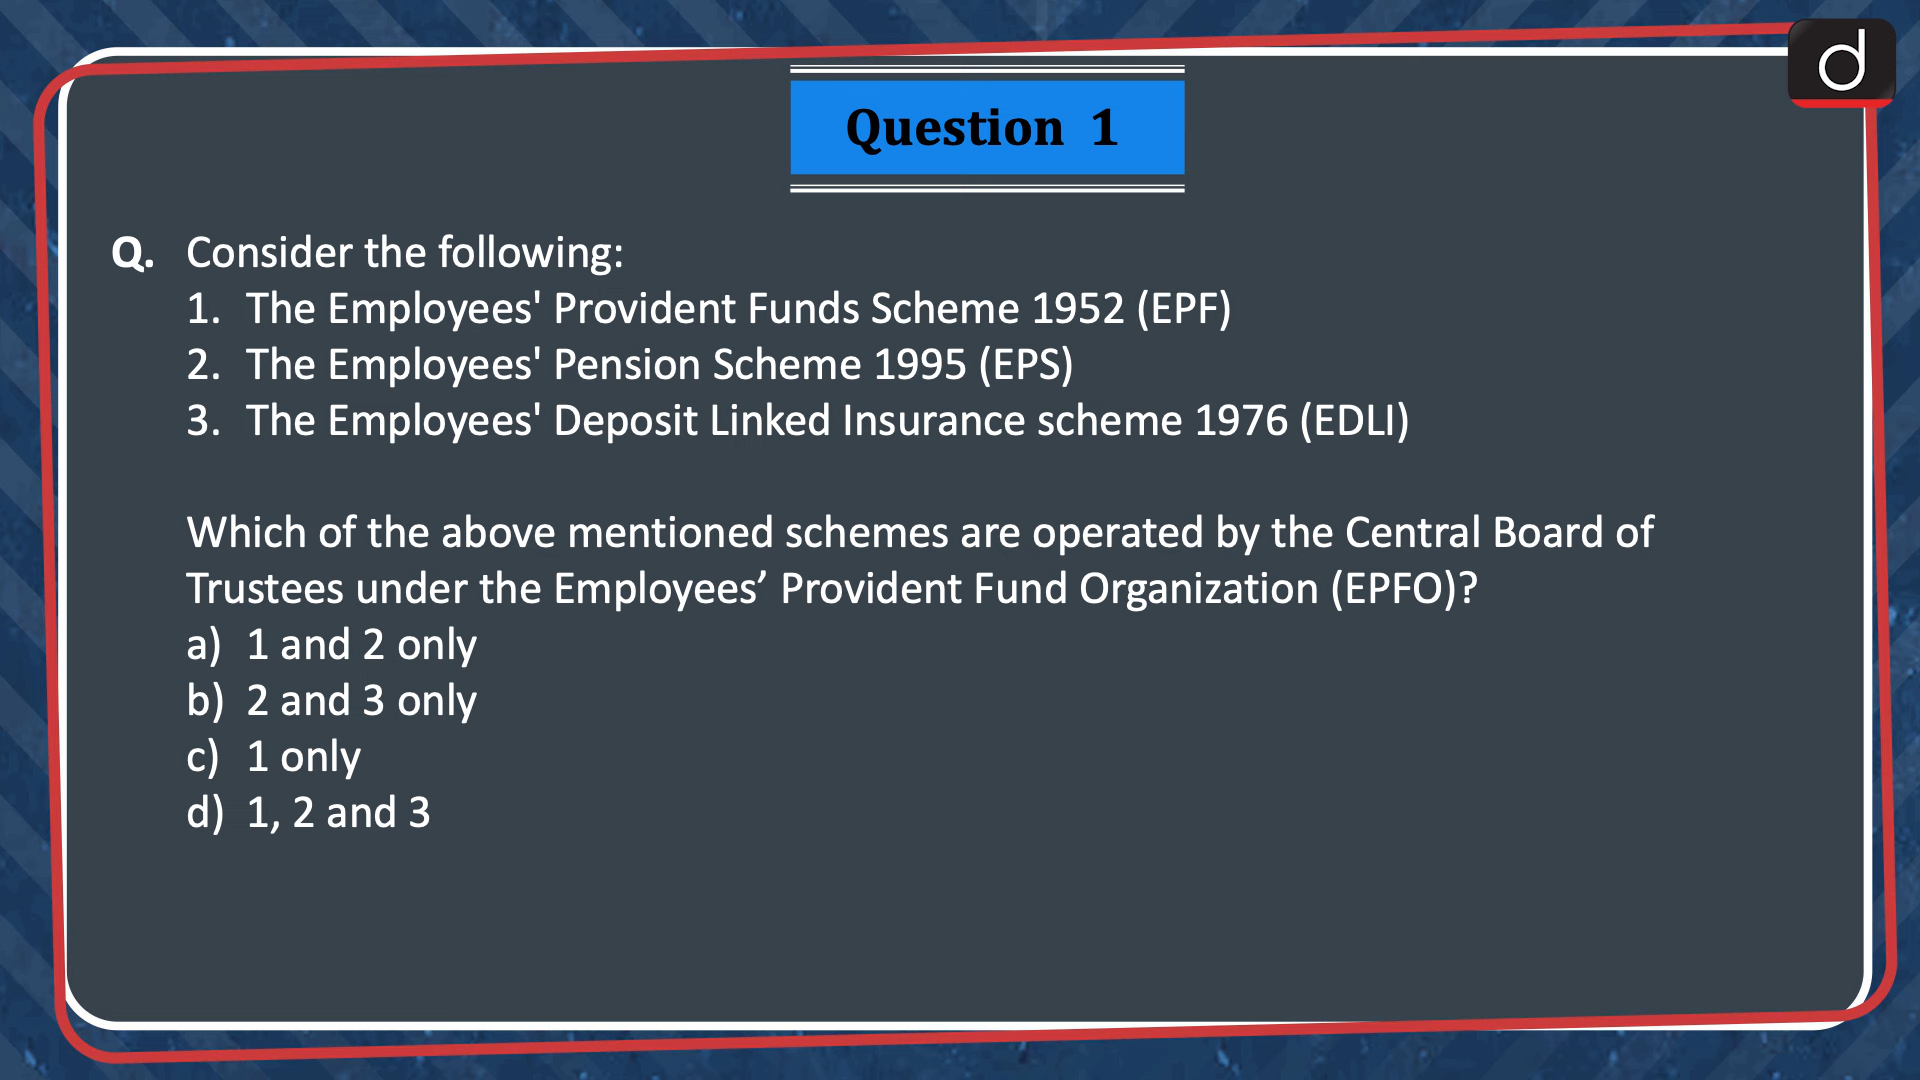 d
Question 1
Q. Consider the following:
1. The Employees' Provident Funds Scheme 1952 (EPF)
2. The Employees' Pension Scheme 1995 (EPS)
3. The Employees' Deposit Linked Insurance scheme 1976 (EDLI)
Which of the above mentioned schemes are operated by the Central Board of
Trustees under the Employees’ Provident Fund Organization (EPFO)?
a) 1 and 2 only
b) 2 and 3 only
c) 1 only
d) 1, 2 and 3